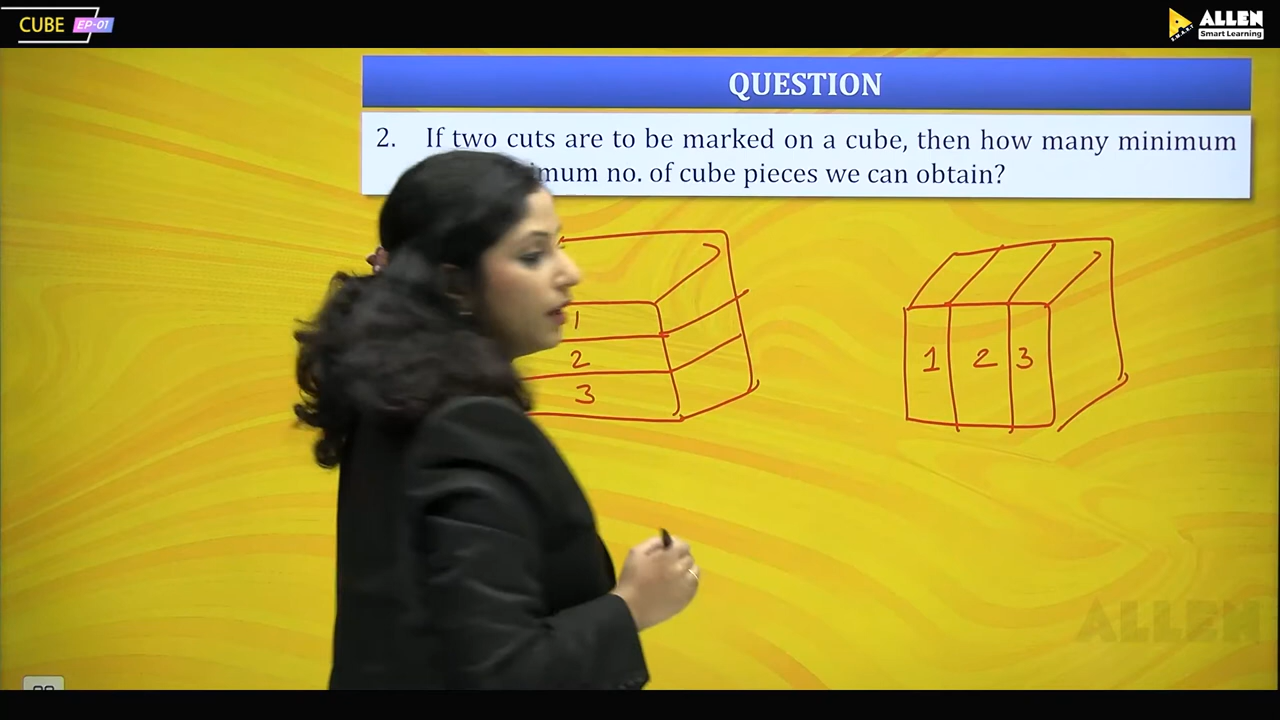 CUBE EP-01
ALLEN
Smart Learning
QUESTION
2. If two cuts are to be marked on a cube, then how many minimum
no. of cube pieces we can obtain?
1
2
3
1 2 3
ALLEN